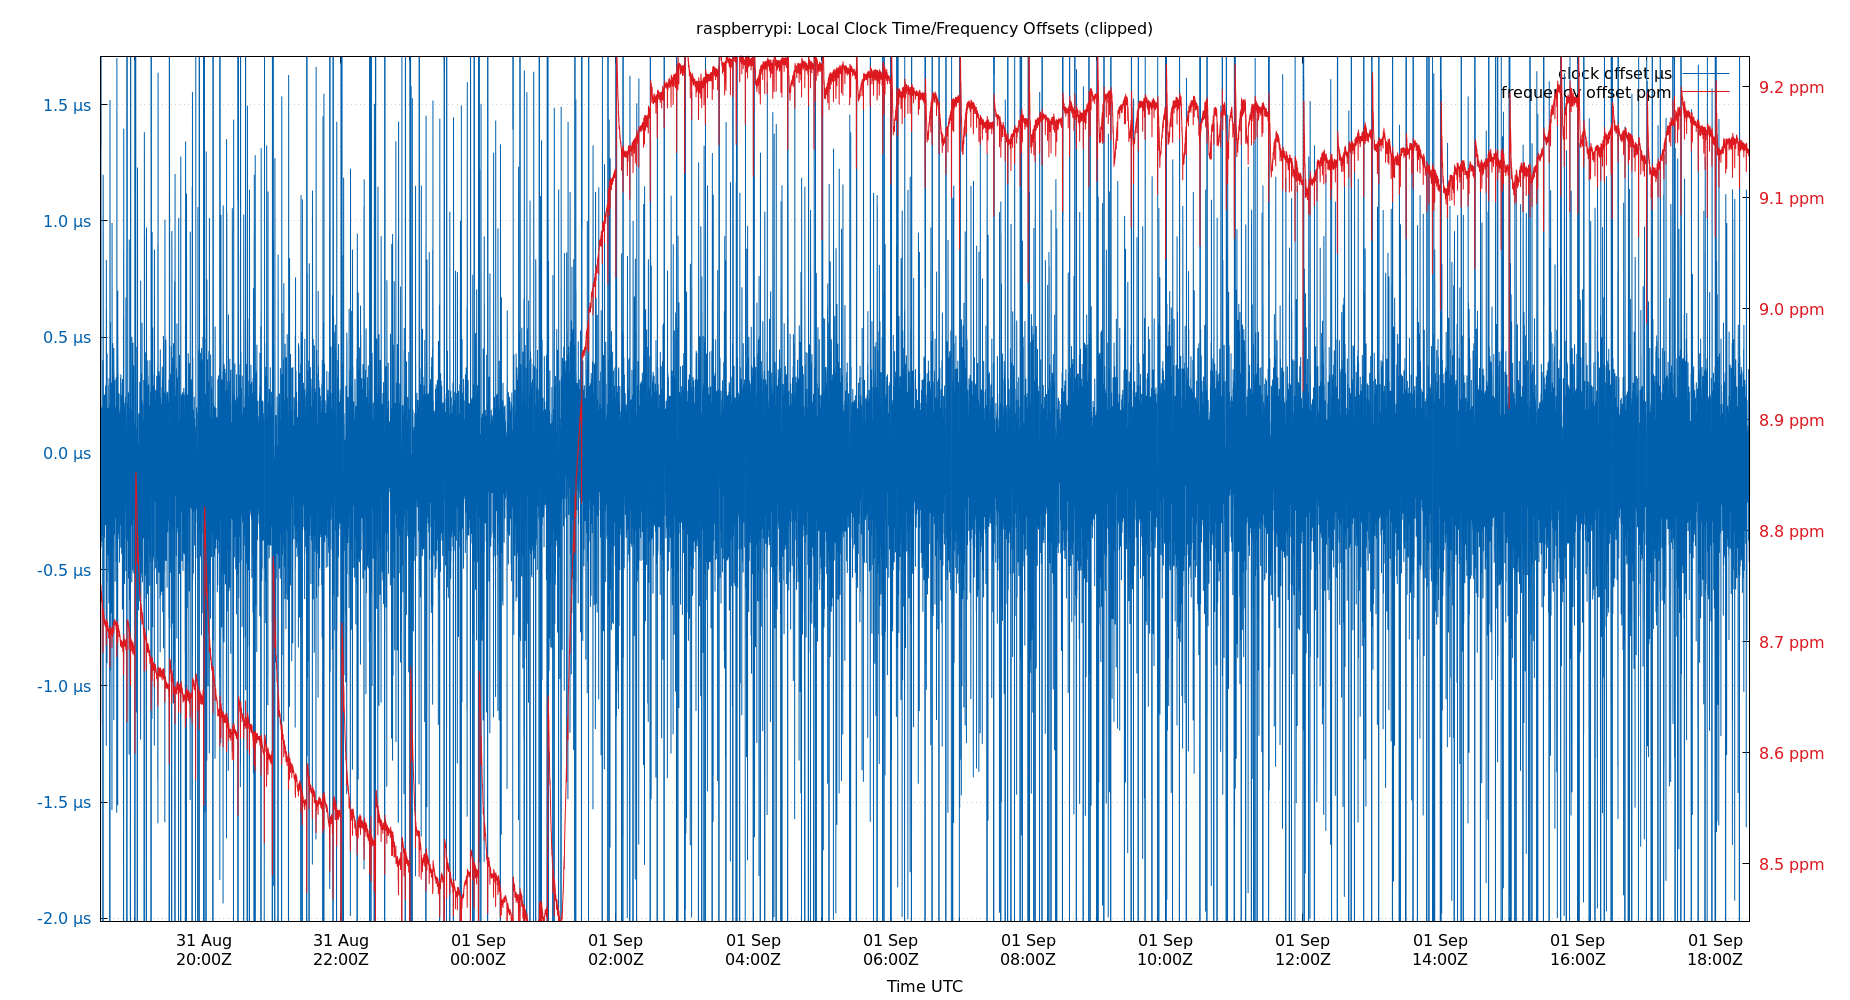 raspberrypi: Local Clock Time/Frequency Offsets (clipped)
clock offset µs
frequency offset ppm
1.5 µs
1.0 µs
0.5 µs
0.0 µs
-0.5 µs
-1.0 µs
-1.5 µs
-2.0 µs
9.2 ppm
9.1 ppm
9.0 ppm
8.9 ppm
8.8 ppm
8.7 ppm
8.6 ppm
8.5 ppm
31 Aug 31 Aug 01 Sep 01 Sep 01 Sep 01 Sep 01 Sep 01 Sep 01 Sep 01 Sep 01 Sep 01 Sep
20:00Z 22:00Z 00:00Z 02:00Z 04:00Z 06:00Z 08:00Z 10:00Z 12:00Z 14:00Z 16:00Z 18:00Z
Time UTC